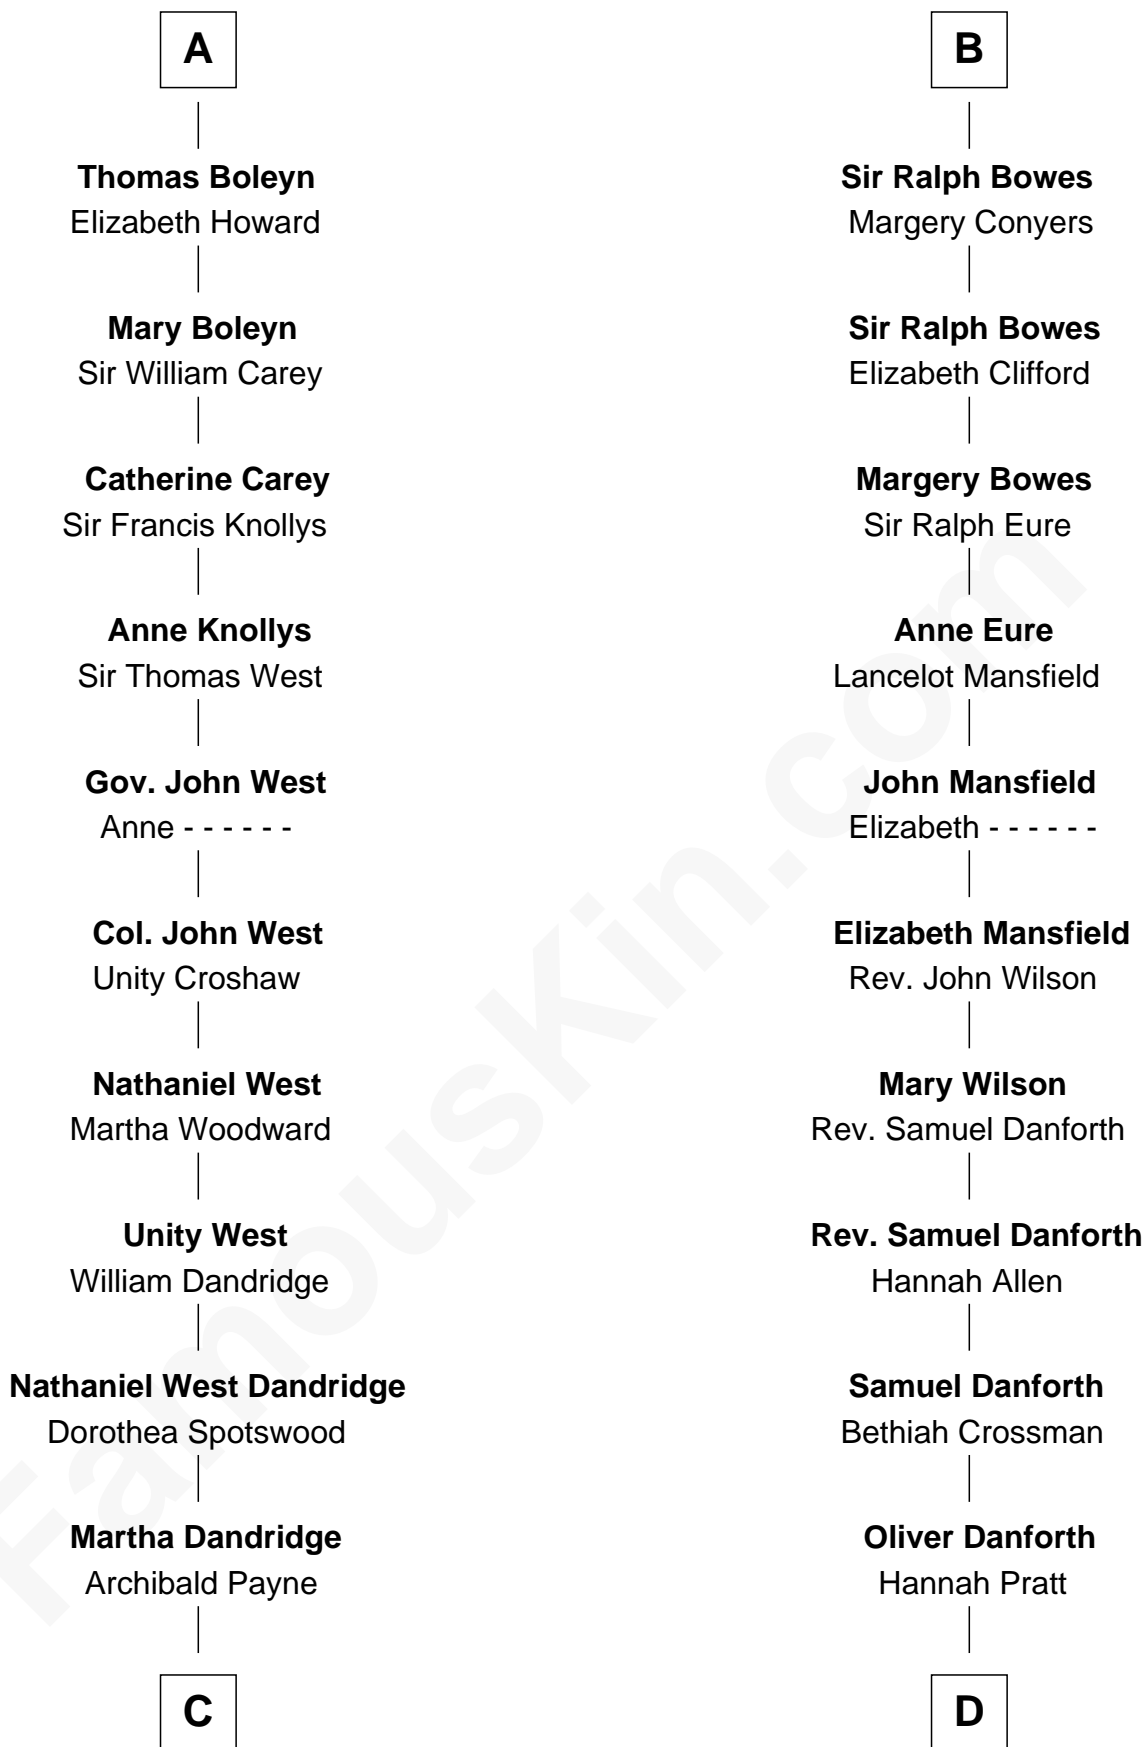 A
Thomas Boleyn
Elizabeth Howard
Mary Boleyn
Sir William Carey
Catherine Carey
Sir Francis Knollys
Anne Knollys
Sir Thomas West
Gov. John West
Anne - - - - - -
Col. John West
Unity Croshaw
Nathaniel West
Martha Woodward
Unity West
William Dandridge
Nathaniel West Dandridge
Dorothea Spotswood
Martha Dandridge
Archibald Payne
C
B
Sir Ralph Bowes
Margery Conyers
Sir Ralph Bowes
Elizabeth Clifford
Margery Bowes
Sir Ralph Eure
Anne Eure
Lancelot Mansfield
John Mansfield
Elizabeth - - - - - -
Elizabeth Mansfield
Rev. John Wilson
Mary Wilson
Rev. Samuel Danforth
Rev. Samuel Danforth
Hannah Allen
Samuel Danforth
Bethiah Crossman
Oliver Danforth
Hannah Pratt
D
FamousKin.com